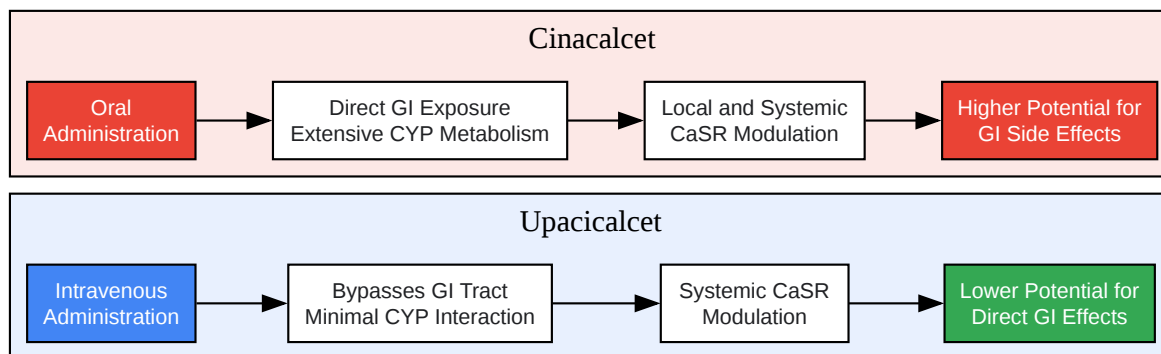 Cinacalcet
Oral
Administration
Direct GI Exposure
Extensive CYP Metabolism
Local and Systemic
CaSR Modulation
Higher Potential for
GI Side Effects
Upacicalcet
Intravenous
Administration
Bypasses GI Tract
Minimal CYP Interaction
Systemic CaSR
Modulation
Lower Potential for
Direct GI Effects